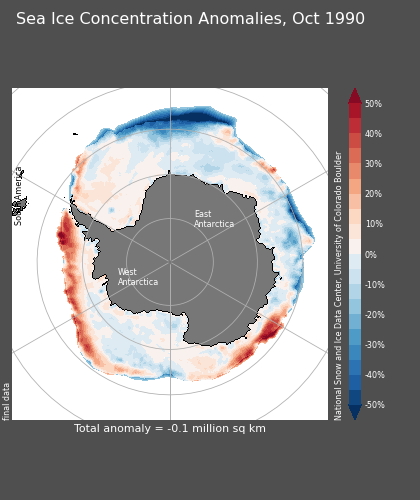 Sea Ice Concentration Anomalies, Oct 1990
South America
East
Antarctica
West
Antarctica
final data
50%
40%
30%
20%
10%
0%
-10%
-20%
-30%
-40%
-50%
National Snow and Ice Data Center, University of Colorado Boulder
Total anomaly = -0.1 million sq km